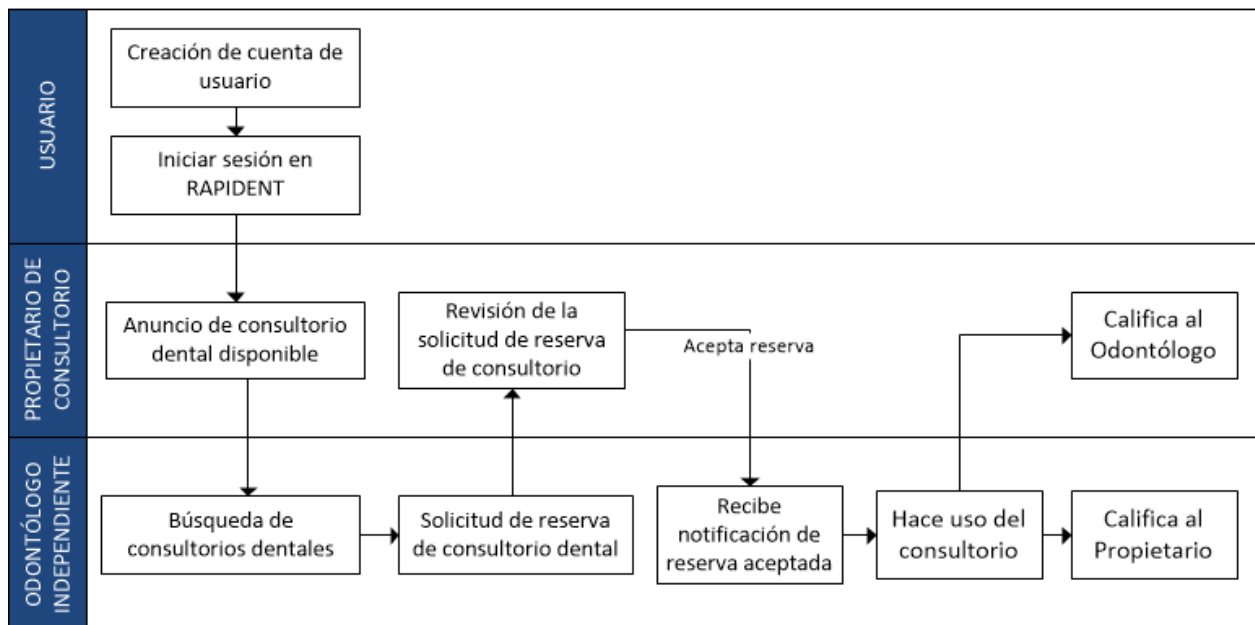 USUARIO
Creación de cuenta de
usuario
Iniciar sesión en
RAPIDENT
PROPIETARIO DE
CONSULTORIO
Anuncio de consultorio
dental disponible
Revisión de la
solicitud de reserva
de consultorio
Acepta reserva
Califica al
Odontólogo
ODONTÓLOGO
INDEPENDIENTE
Búsqueda de
consultorios dentales
Solicitud de reserva
de consultorio dental
Recibe
notificación de
reserva aceptada
Hace uso del
consultorio
Califica al
Propietario